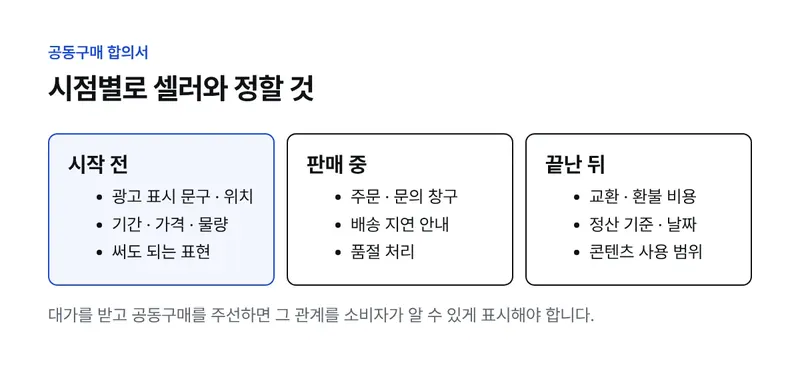 공동구매 합의서
시점별로 셀러와 정할 것
시작 전
• 광고 표시 문구 · 위치
• 기간 · 가격 · 물량
• 써도 되는 표현
판매 중
• 주문 · 문의 창구
• 배송 지연 안내
• 품절 처리
끝난 뒤
• 교환 · 환불 비용
• 정산 기준 · 날짜
• 콘텐츠 사용 범위
대가를 받고 공동구매를 주선하면 그 관계를 소비자가 알 수 있게 표시해야 합니다.